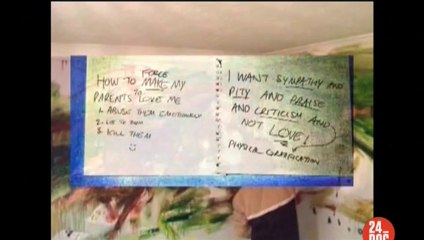 FORCE
HOW TO MAKE MY
PARENTS TO LOVE ME
1. ABUSE THEM EMOTIONALLY
2. LIE TO THEM
3. KILL THEM
I WANT SYMPATHY AND
PITY AND PRAISE
AND CRITICISM AND
NOT LOVE!
PHYSICAL GRATIFICATION
24
DOC